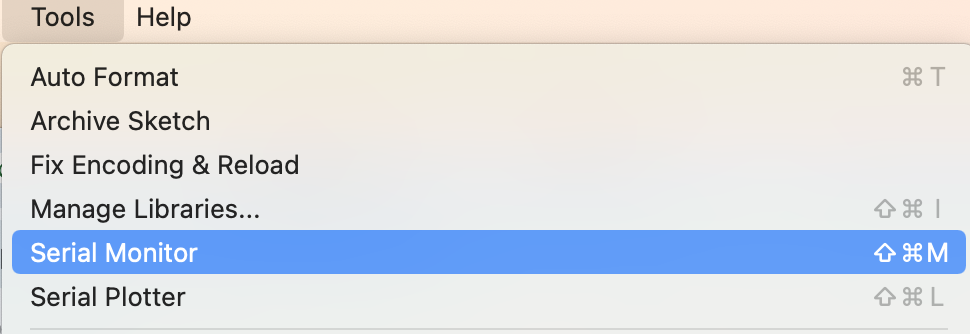 Tools Help
Auto Format ⌘ T
Archive Sketch
Fix Encoding & Reload
Manage Libraries... ⇧ ⌘ I
Serial Monitor ⇧ ⌘ M
Serial Plotter ⇧ ⌘ L